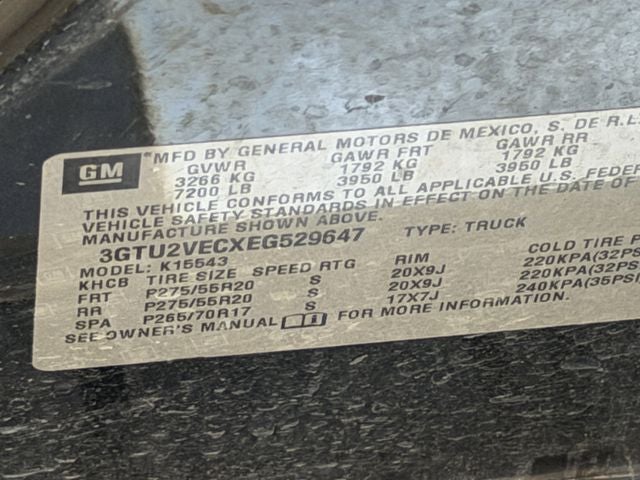 GM
*MFD BY GENERAL MOTORS DE MEXICO, S. DE R.L.
GVWR GAWR FRT GAWR RR
3266 KG 1792 KG 1792 KG
7200 LB 3950 LB 3950 LB
THIS VEHICLE CONFORMS TO ALL APPLICABLE U.S.
VEHICLE SAFETY STANDARDS IN EFFECT ON THE DATE OF
MANUFACTURE SHOWN ABOVE.
3GTU2VECXEG529647 TYPE: TRUCK
MODEL: K15543
KHCB TIRE SIZE SPEED RTG RIM COLD TIRE
FRT P275/55R20 S 20X9J 220KPA(32PS
RR P275/55R20 S 20X9J 220KPA(32PS
SPA P265/70R17 S 17X7J 240KPA(35PSI
SEE OWNER'S MANUAL FOR MORE INFORMATION.